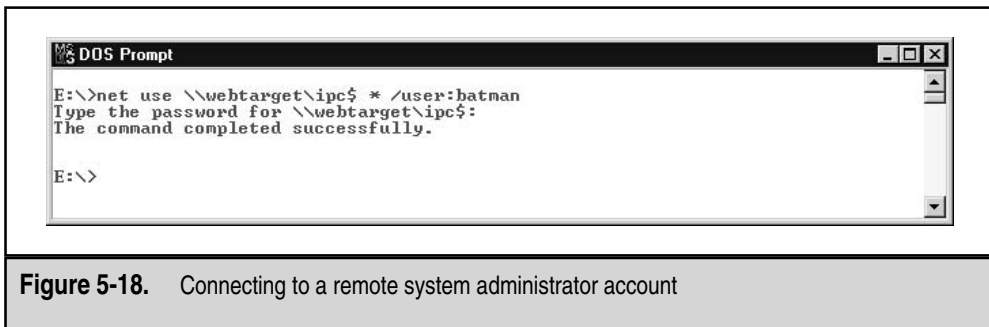 MS DOS Prompt
E:\>net use \\webtarget\ipc$ * /user:batman
Type the password for \\webtarget\ipc$:
The command completed successfully.
E:\>
Figure 5-18. Connecting to a remote system administrator account